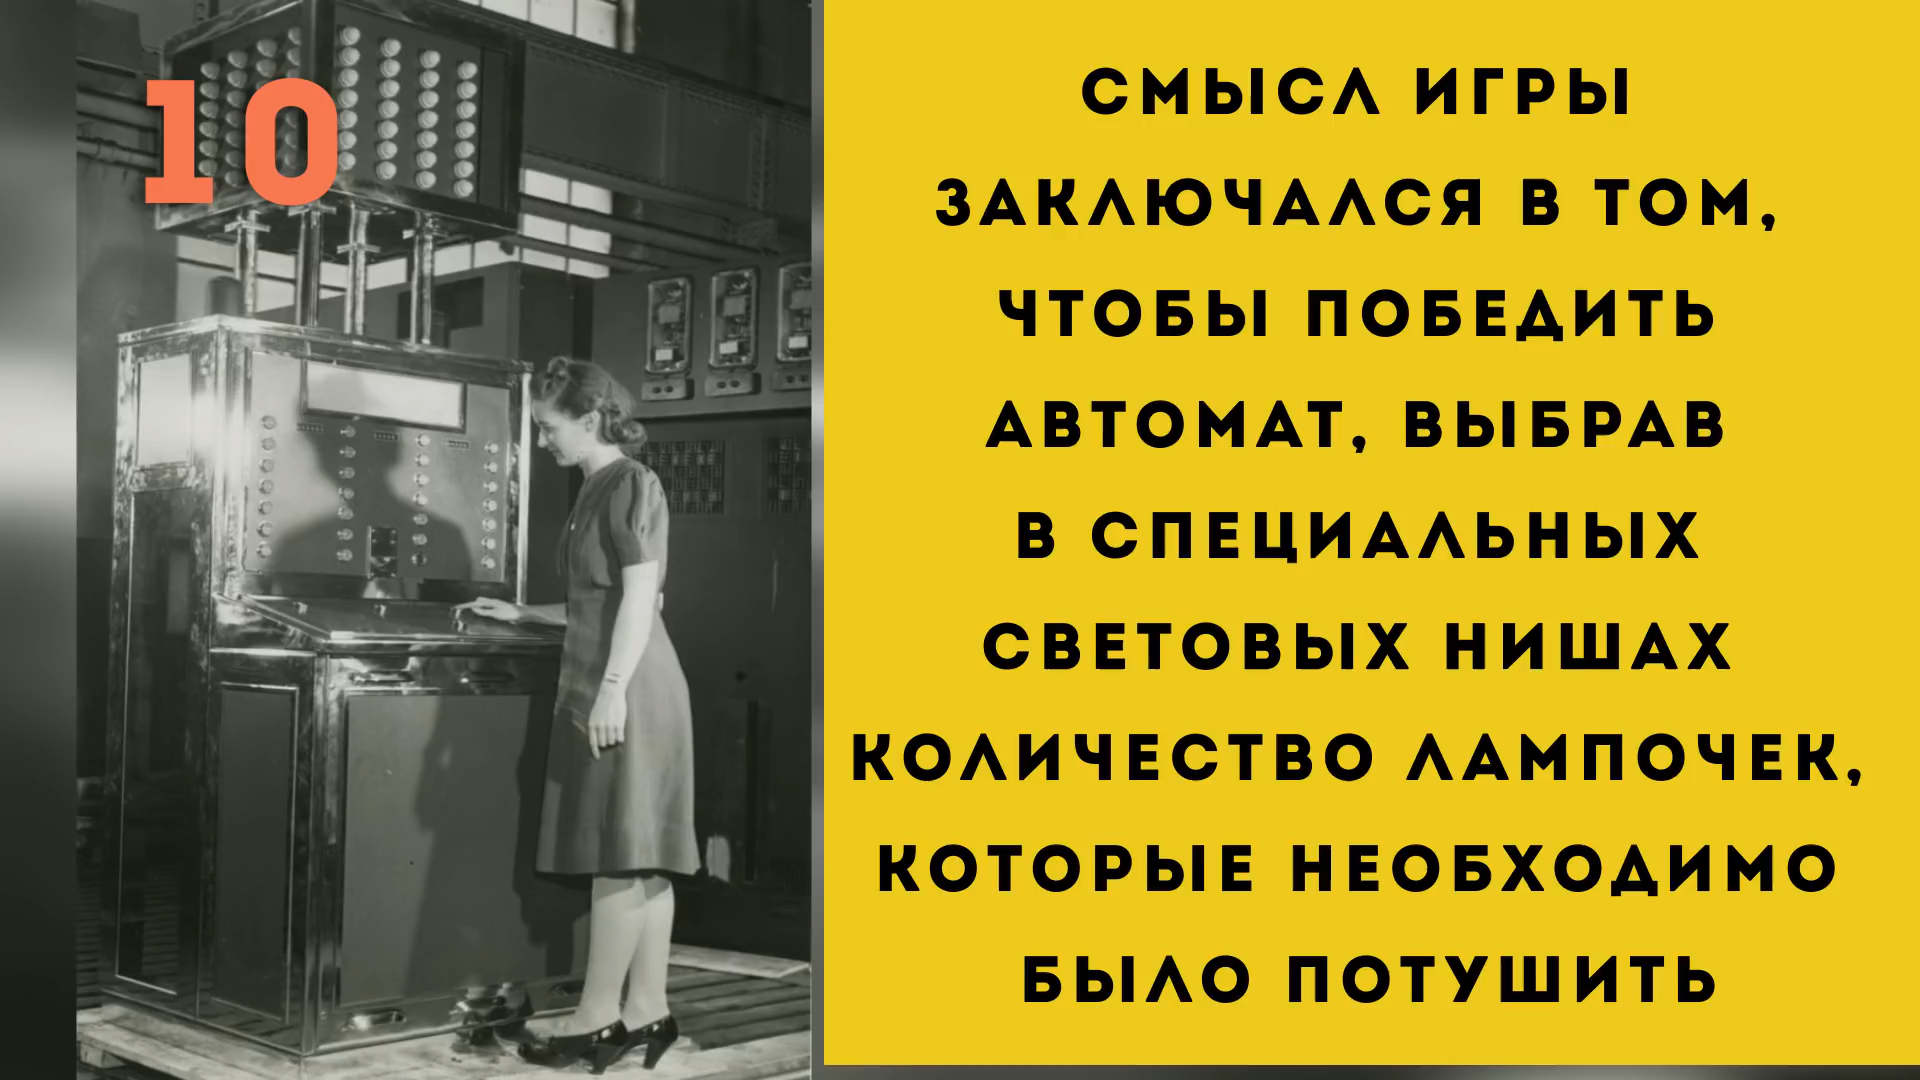 10
СМЫСЛ ИГРЫ
ЗАКЛЮЧАЛСЯ В ТОМ,
ЧТОБЫ ПОБЕДИТЬ
АВТОМАТ, ВЫБРАВ
В СПЕЦИАЛЬНЫХ
СВЕТОВЫХ НИШАХ
КОЛИЧЕСТВО ЛАМПОЧЕК,
КОТОРЫЕ НЕОБХОДИМО
БЫЛО ПОТУШИТЬ